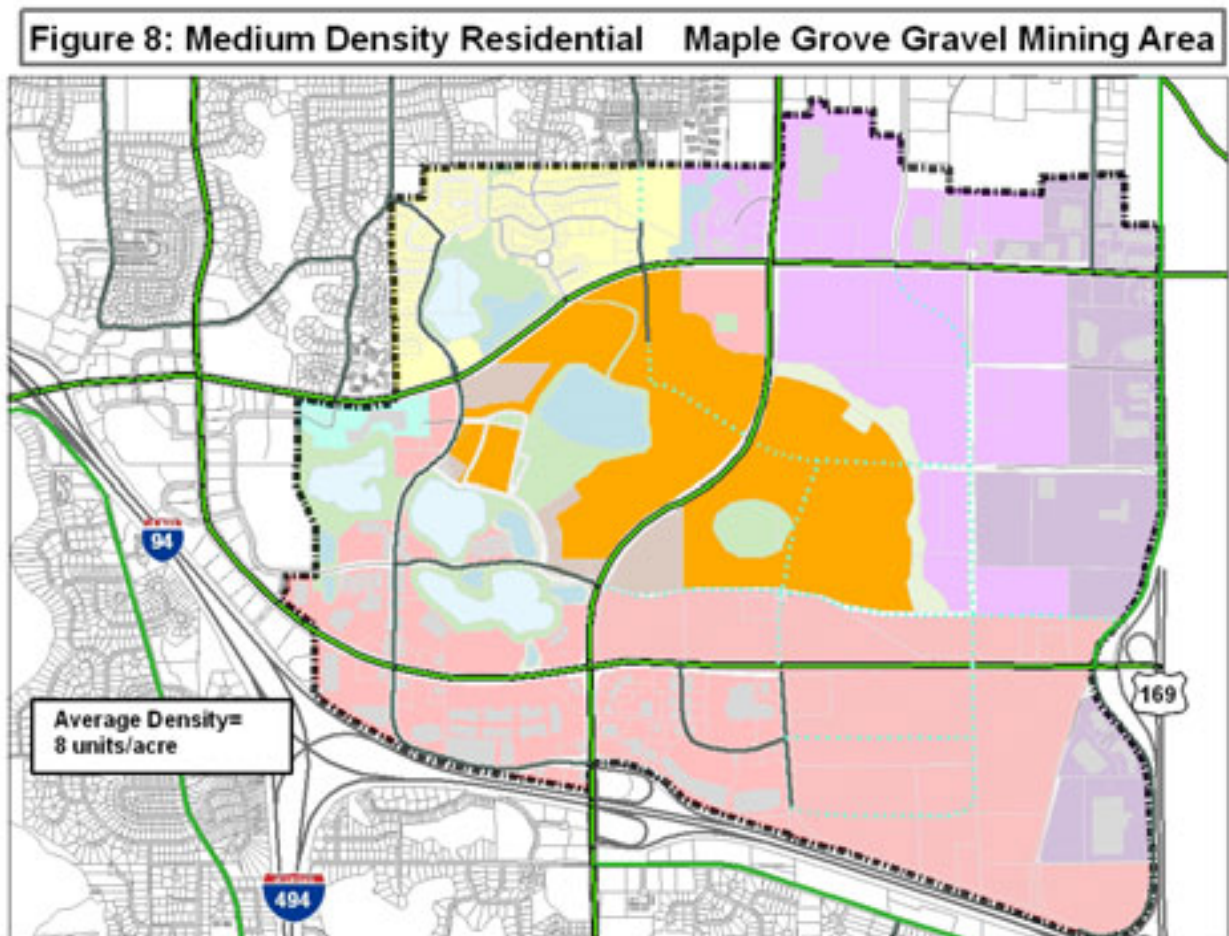 Figure 8: Medium Density Residential Maple Grove Gravel Mining Area
94
169
Average Density=
8 units/acre
494